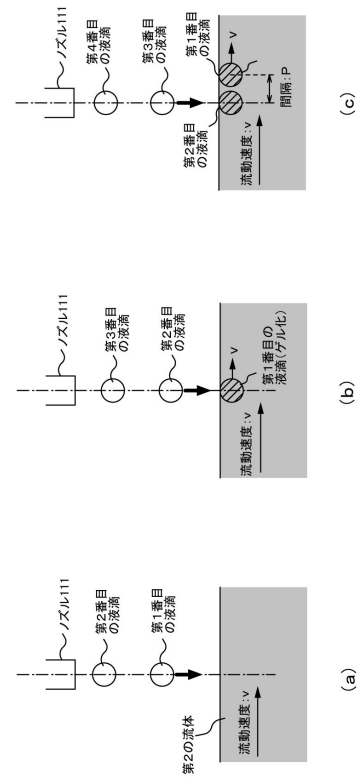 ノズル111
第2番目
の液滴
第1番目
の液滴
第2の流体
流動速度:v
(a)
ノズル111
第3番目
の液滴
第2番目
の液滴
v
第1番目の
液滴(ゲル化)
流動速度:v
(b)
ノズル111
第4番目
の液滴
第3番目
の液滴
第1番目
の液滴
第2番目
の液滴
v
間隔:P
流動速度:v
(c)